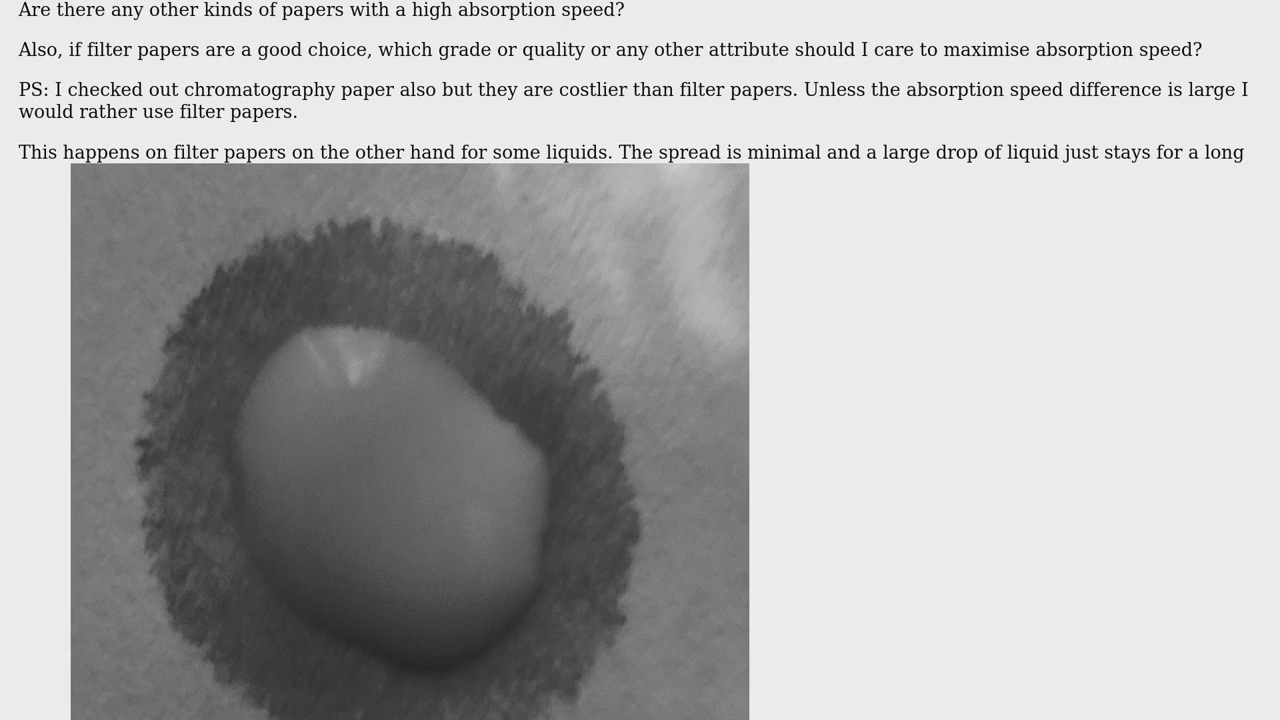 Are there any other kinds of papers with a high absorption speed?
Also, if filter papers are a good choice, which grade or quality or any other attribute should I care to maximise absorption speed?
PS: I checked out chromatography paper also but they are costlier than filter papers. Unless the absorption speed difference is large I
would rather use filter papers.
This happens on filter papers on the other hand for some liquids. The spread is minimal and a large drop of liquid just stays for a long